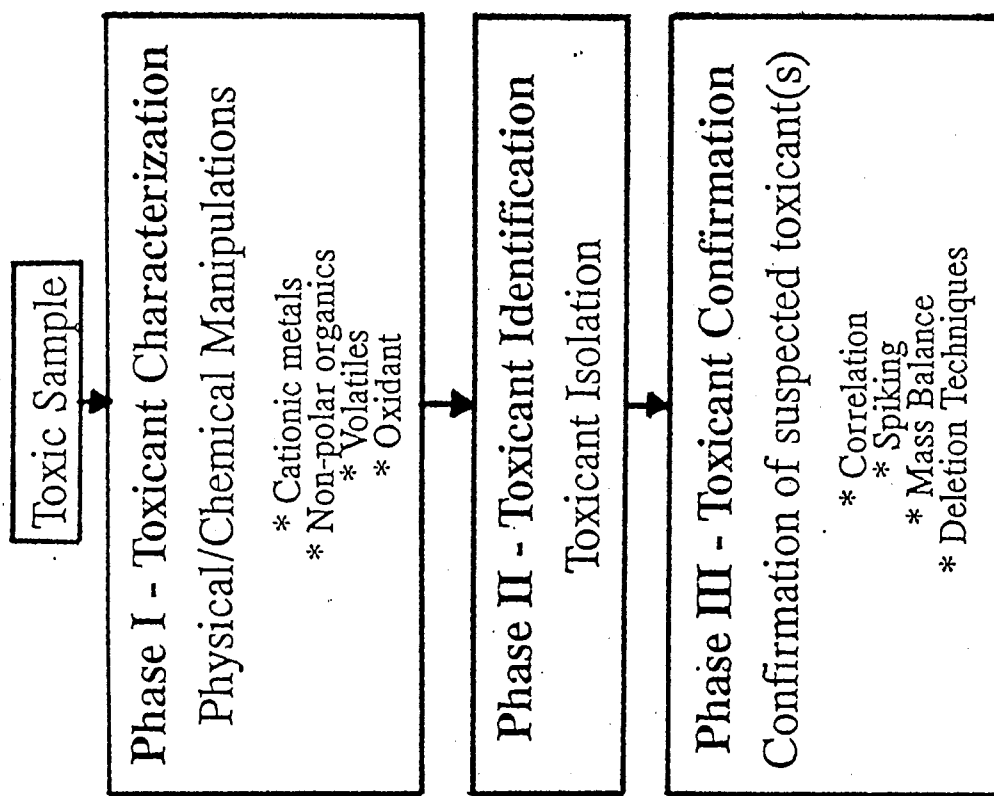 Toxic Sample
Phase I - Toxicant Characterization
Physical/Chemical Manipulations
* Cationic metals
* Non-polar organics
* Volatiles
* Oxidant
Phase II - Toxicant Identification
Toxicant Isolation
Phase III - Toxicant Confirmation
Confirmation of suspected toxicant(s)
* Correlation
* Spiking
* Mass Balance
* Deletion Techniques